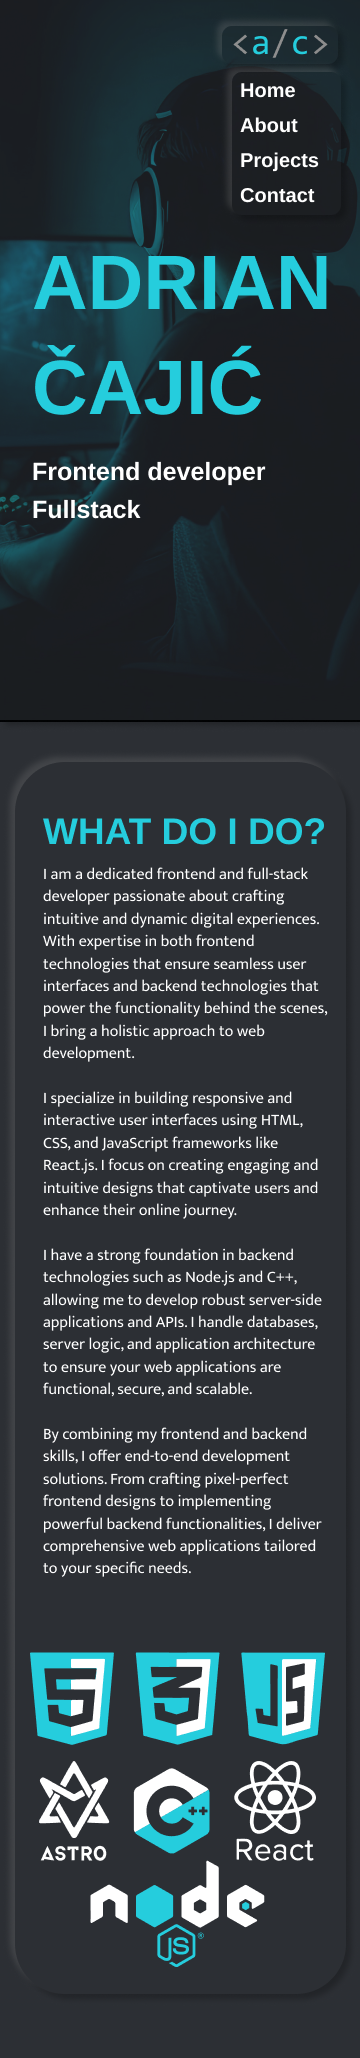 <a/c>
Home
About
Projects
Contact
ADRIAN
ČAJIĆ
Frontend developer
Fullstack
WHAT DO I DO?
I am a dedicated frontend and full-stack
developer passionate about crafting
intuitive and dynamic digital experiences.
With expertise in both frontend
technologies that ensure seamless user
interfaces and backend technologies that
power the functionality behind the scenes,
I bring a holistic approach to web
development.
I specialize in building responsive and
interactive user interfaces using HTML,
CSS, and JavaScript frameworks like
React.js. I focus on creating engaging and
intuitive designs that captivate users and
enhance their online journey.
I have a strong foundation in backend
technologies such as Node.js and C++,
allowing me to develop robust server-side
applications and APIs. I handle databases,
server logic, and application architecture
to ensure your web applications are
functional, secure, and scalable.
By combining my frontend and backend
skills, I offer end-to-end development
solutions. From crafting pixel-perfect
frontend designs to implementing
powerful backend functionalities, I deliver
comprehensive web applications tailored
to your specific needs.
5 3 JS
C++
ASTRO React
node
JS®